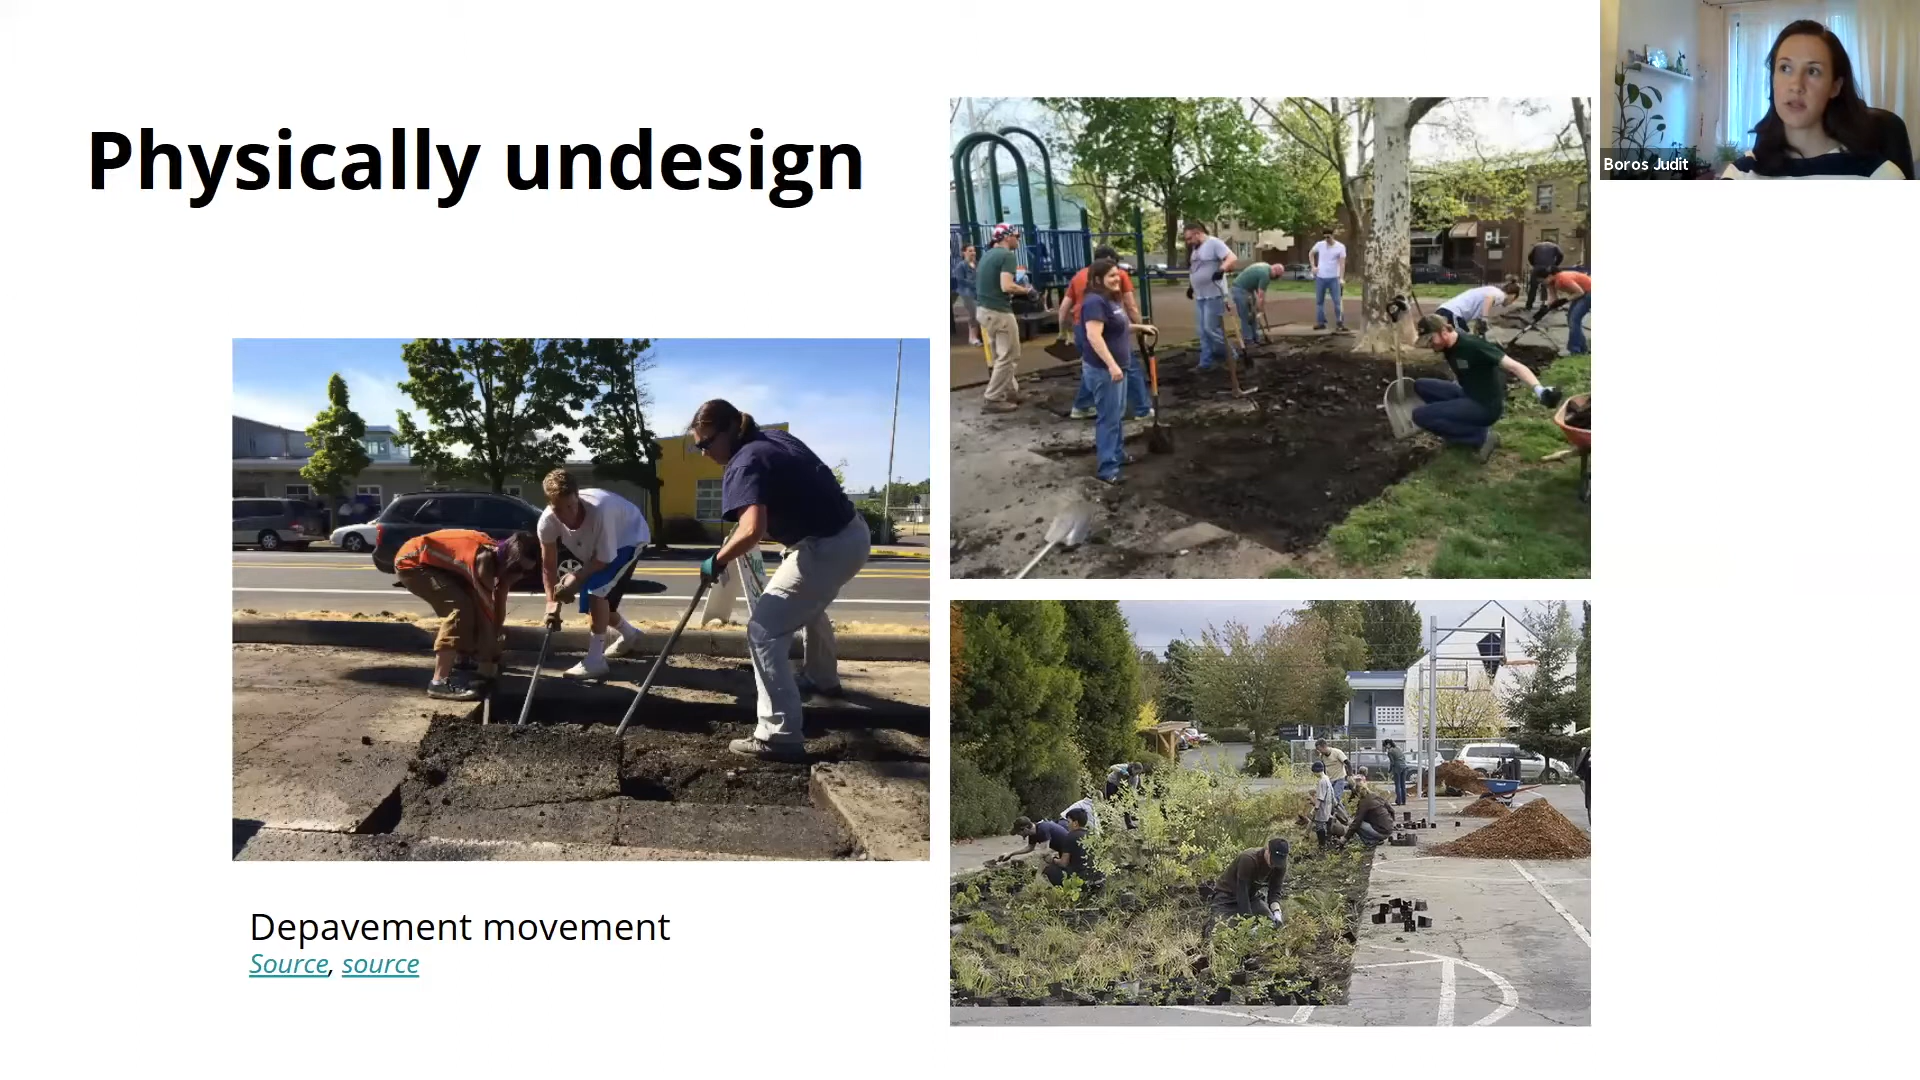 Physically undesign
Boros Judit
Depavement movement
Source, source